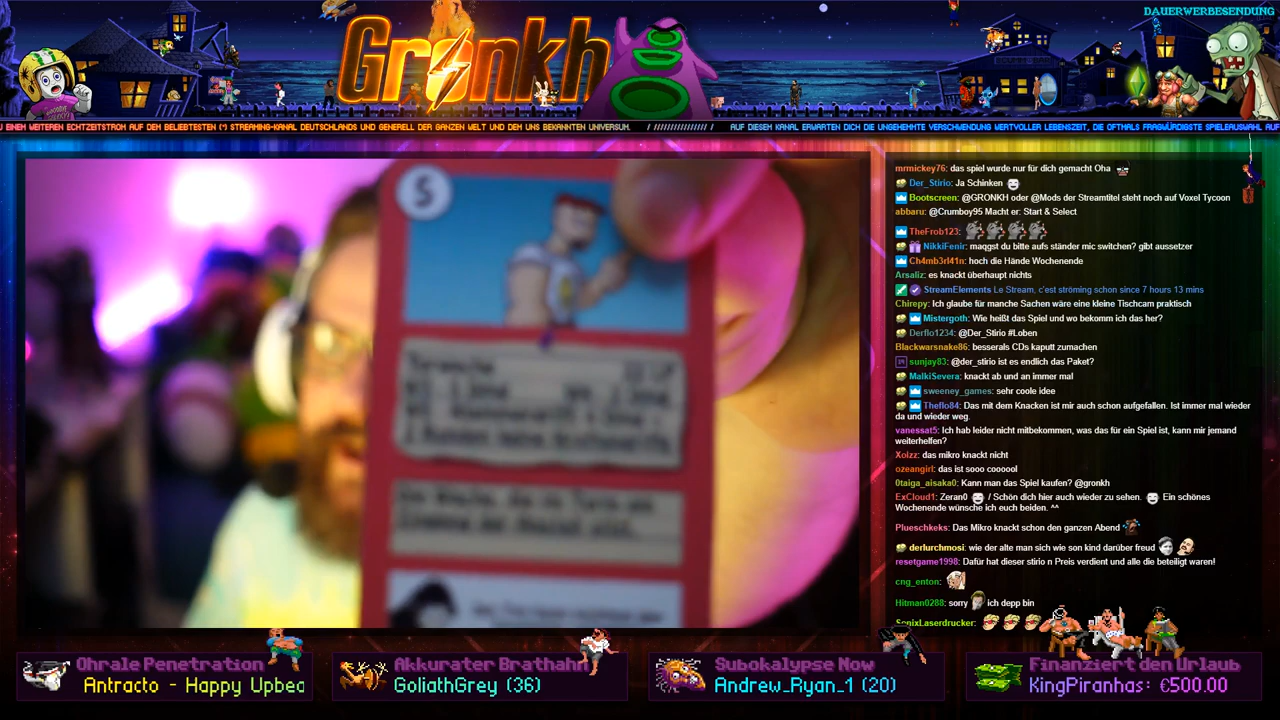 DAUERWERBESENDUNG
Gronkh
EINEM WEITEREN ECHTZEITSTROM AUF DEM BELIEBTESTEN (*) STREAMING-KANAL DEUTSCHLANDS UND GENERELL DER GANZEN WELT UND DEM UNS BEKANNTEN UNIVERSUM. / //////////////// / AUF DIESEM KANAL ERWARTEN DICH DIE UNGEHEMMTE VERSCHWENDUNG WERTVOLLER LEBENSZEIT, DIE OFTMALS FRAGWÜRDIGSTE SPIELEAUSWAHL AUF
5
mrmickey76: das spiel wurde nur für dich gemacht Oha
Der_Stirio: Ja Schinken
Bootscreen: @GRONKH oder @Mods der Streamtitel steht noch auf Voxel Tycoon
abbaru: @Crumboy95 Macht er: Start & Select
TheFrob123:
NikkiFenir: maqgst du bitte aufs ständer mic switchen? gibt aussetzer
Ch4mb3rl41n: hoch die Hände Wochenende
Arsaliz: es knackt überhaupt nichts
StreamElements Le Stream, c'est ströming schon since 7 hours 13 mins
Chirepy: Ich glaube für manche Sachen wäre eine kleine Tischcam praktisch
Mistergoth: Wie heißt das Spiel und wo bekomm ich das her?
Derflo1234: @Der_Stirio #Loben
Blackwarsnake86: besserals CDs kaputt zumachen
sunjay83: @der_stirio ist es endlich das Paket?
MalkiSevera: knackt ab und an immer mal
sweeney_games: sehr coole idee
Theflo84: Das mit dem Knacken ist mir auch schon aufgefallen. Ist immer mal wieder
da und wieder weg.
vanessat5: Ich hab leider nicht mitbekommen, was das für ein Spiel ist, kann mir jemand
weiterhelfen?
Xolzz: das mikro knackt nicht
ozeangirl: das ist sooo coooool
0taiga_aisaka0: Kann man das Spiel kaufen? @gronkh
ExCloud1: Zeran0 / Schön dich hier auch wieder zu sehen. Ein schönes
Wochenende wünsche ich euch beiden. ^^
Plueschkeks: Das Mikro knackt schon den ganzen Abend
derlurchmosi: wie der alte man sich wie son kind darüber freud
resetgame1998: Dafür hat dieser stirio n Preis verdient und alle die beteiligt waren!
cng_enton:
Hitman0288: sorry ich depp bin
SonixLaserdrucker:
Ohrale Penetration
Antracto - Happy Upbea
Akkurater Brathahn
GoliathGrey (36)
Subokalypse Now
Andrew_Ryan_1 (20)
Finanziert den Urlaub
KingPiranhas: €500.00